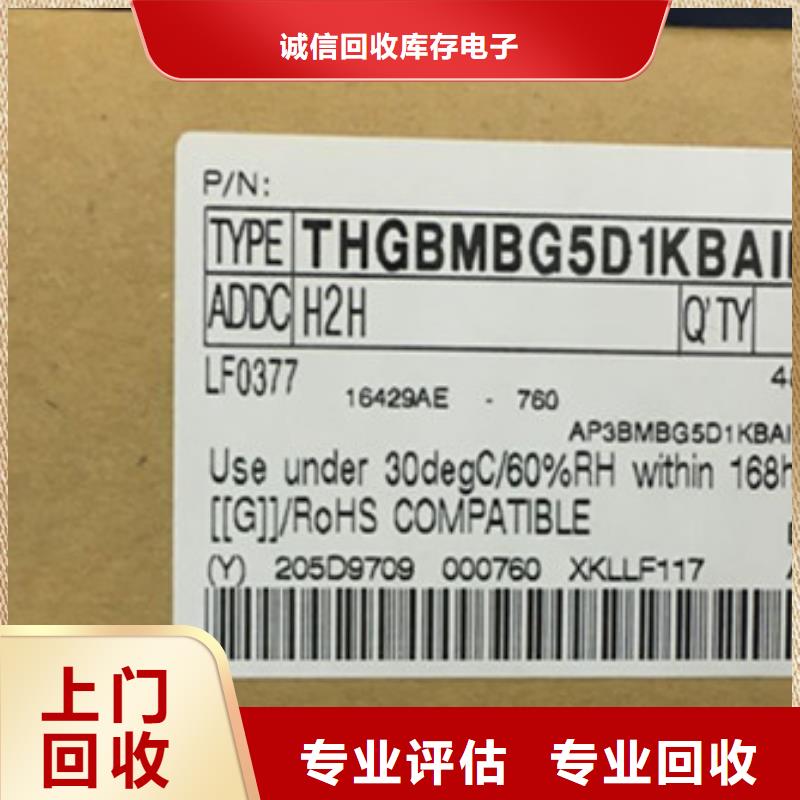 诚信回收库存电子
P/N:
TYPE THGBMBG5D1KBAI
ADDC H2H Q'TY
LF0377
16429AE - 760
AP3BMBG5D1KBAI
Use under 30degC/60%RH within 168h
[[G]]/RoHS COMPATIBLE
(Y) 205D9709 000760 XKLLF117
上门
回收
专业评估 专业回收